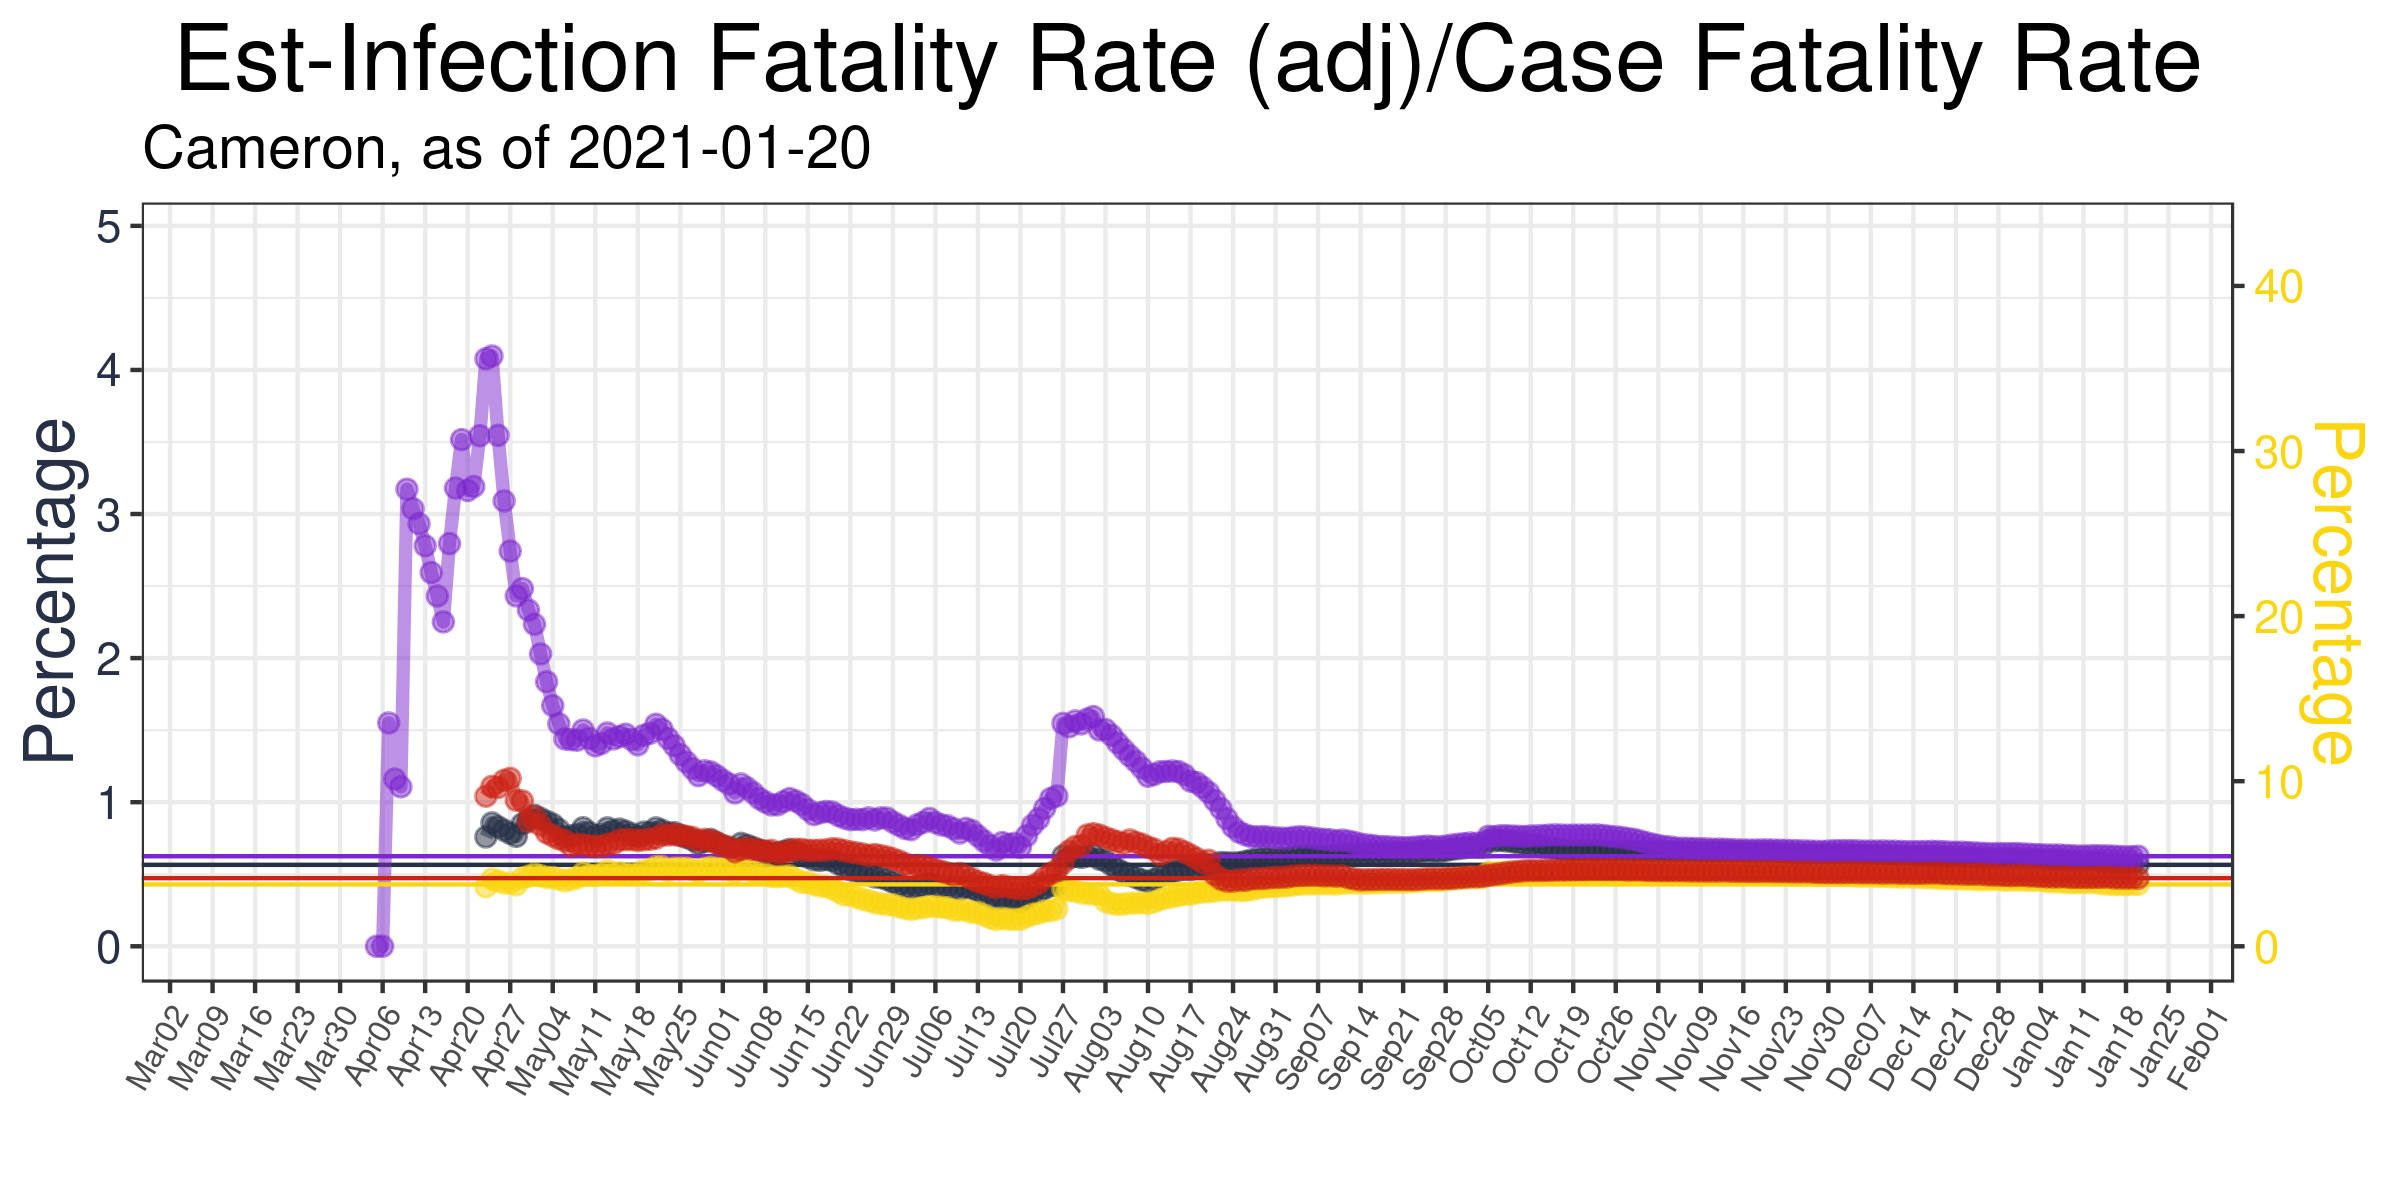 Est-Infection Fatality Rate (adj)/Case Fatality Rate
Cameron, as of 2021-01-20
Percentage
5
4
3
2
1
0
40
30
20
10
0
Percentage
Mar02 Mar09 Mar16 Mar23 Mar30 Apr06 Apr13 Apr20 Apr27 May04 May11 May18 May25 Jun01 Jun08 Jun15 Jun22 Jun29 Jul06 Jul13 Jul20 Jul27 Aug03 Aug10 Aug17 Aug24 Aug31 Sep07 Sep14 Sep21 Sep28 Oct05 Oct12 Oct19 Oct26 Nov02 Nov09 Nov16 Nov23 Nov30 Dec07 Dec14 Dec21 Dec28 Jan04 Jan11 Jan18 Jan25 Feb01